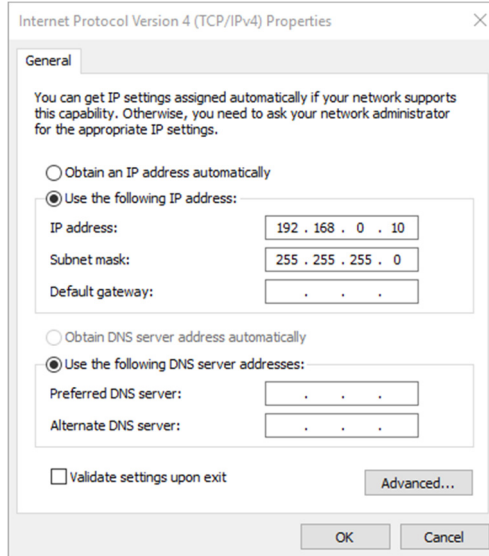 Internet Protocol Version 4 (TCP/IPv4) Properties
General
You can get IP settings assigned automatically if your network supports
this capability. Otherwise, you need to ask your network administrator
for the appropriate IP settings.
Obtain an IP address automatically
Use the following IP address:
IP address: 192 . 168 . 0 . 10
Subnet mask: 255 . 255 . 255 . 0
Default gateway: . . .
Obtain DNS server address automatically
Use the following DNS server addresses:
Preferred DNS server: . . .
Alternate DNS server: . . .
Validate settings upon exit
Advanced...
OK Cancel